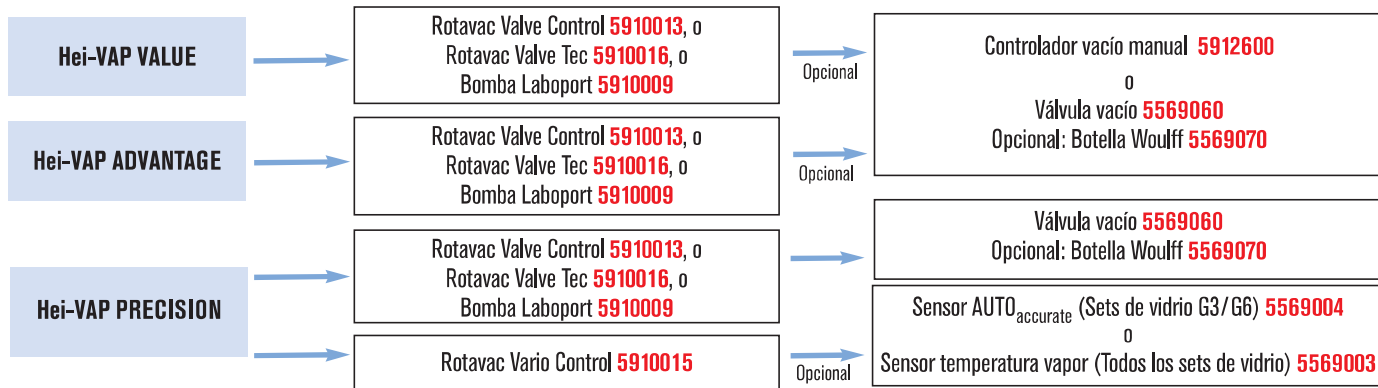 Hei-VAP VALUE
Rotavac Valve Control 5910013, o
Rotavac Valve Tec 5910016, o
Bomba Laboport 5910009
Opcional
Controlador vacío manual 5912600
o
Válvula vacío 5569060
Opcional: Botella Woulff 5569070
Hei-VAP ADVANTAGE
Rotavac Valve Control 5910013, o
Rotavac Valve Tec 5910016, o
Bomba Laboport 5910009
Opcional
Hei-VAP PRECISION
Rotavac Valve Control 5910013, o
Rotavac Valve Tec 5910016, o
Bomba Laboport 5910009
Válvula vacío 5569060
Opcional: Botella Woulff 5569070
Rotavac Vario Control 5910015
Opcional
Sensor AUTOaccurate (Sets de vidrio G3/G6) 5569004
o
Sensor temperatura vapor (Todos los sets de vidrio) 5569003